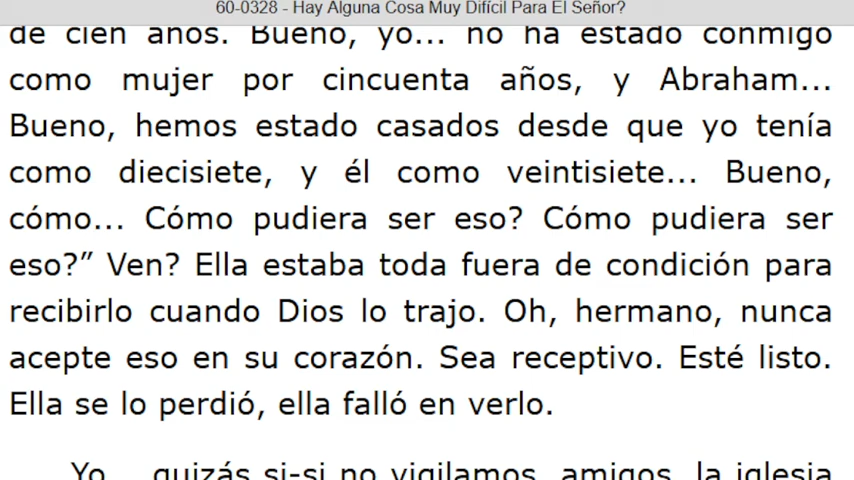 60-0328 - Hay Alguna Cosa Muy Difícil Para El Señor?
de cien años. Bueno, yo... no ha estado conmigo
como mujer por cincuenta años, y Abraham...
Bueno, hemos estado casados desde que yo tenía
como diecisiete, y él como veintisiete... Bueno,
cómo... Cómo pudiera ser eso? Cómo pudiera ser
eso?” Ven? Ella estaba toda fuera de condición para
recibirlo cuando Dios lo trajo. Oh, hermano, nunca
acepte eso en su corazón. Sea receptivo. Esté listo.
Ella se lo perdió, ella falló en verlo.
Yo... quizás si-si no vigilamos, amigos, la iglesia